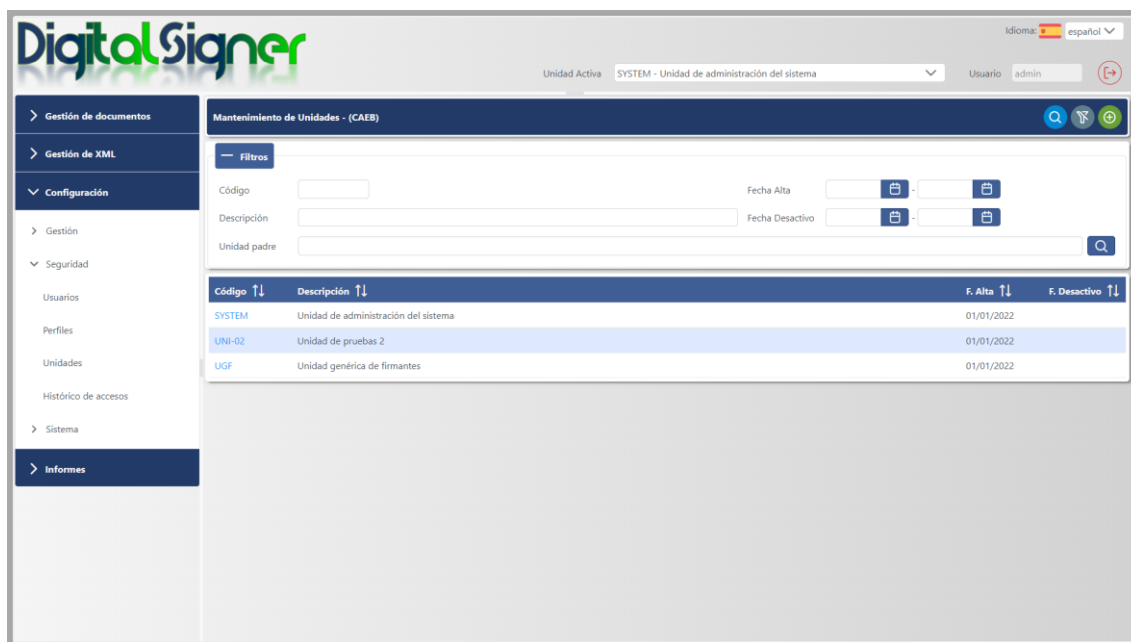 DigitalSigner
Idioma: español
Unidad Activa SYSTEM - Unidad de administración del sistema Usuario admin
Gestión de documentos
Gestión de XML
Configuración
Gestión
Seguridad
Usuarios
Perfiles
Unidades
Histórico de accesos
Sistema
Informes
Mantenimiento de Unidades - (CAEB)
Filtros
Código Fecha Alta -
Descripción Fecha Desactivo -
Unidad padre
Código Descripción F. Alta F. Desactivo
SYSTEM Unidad de administración del sistema 01/01/2022
UNI-02 Unidad de pruebas 2 01/01/2022
UGF Unidad genérica de firmantes 01/01/2022